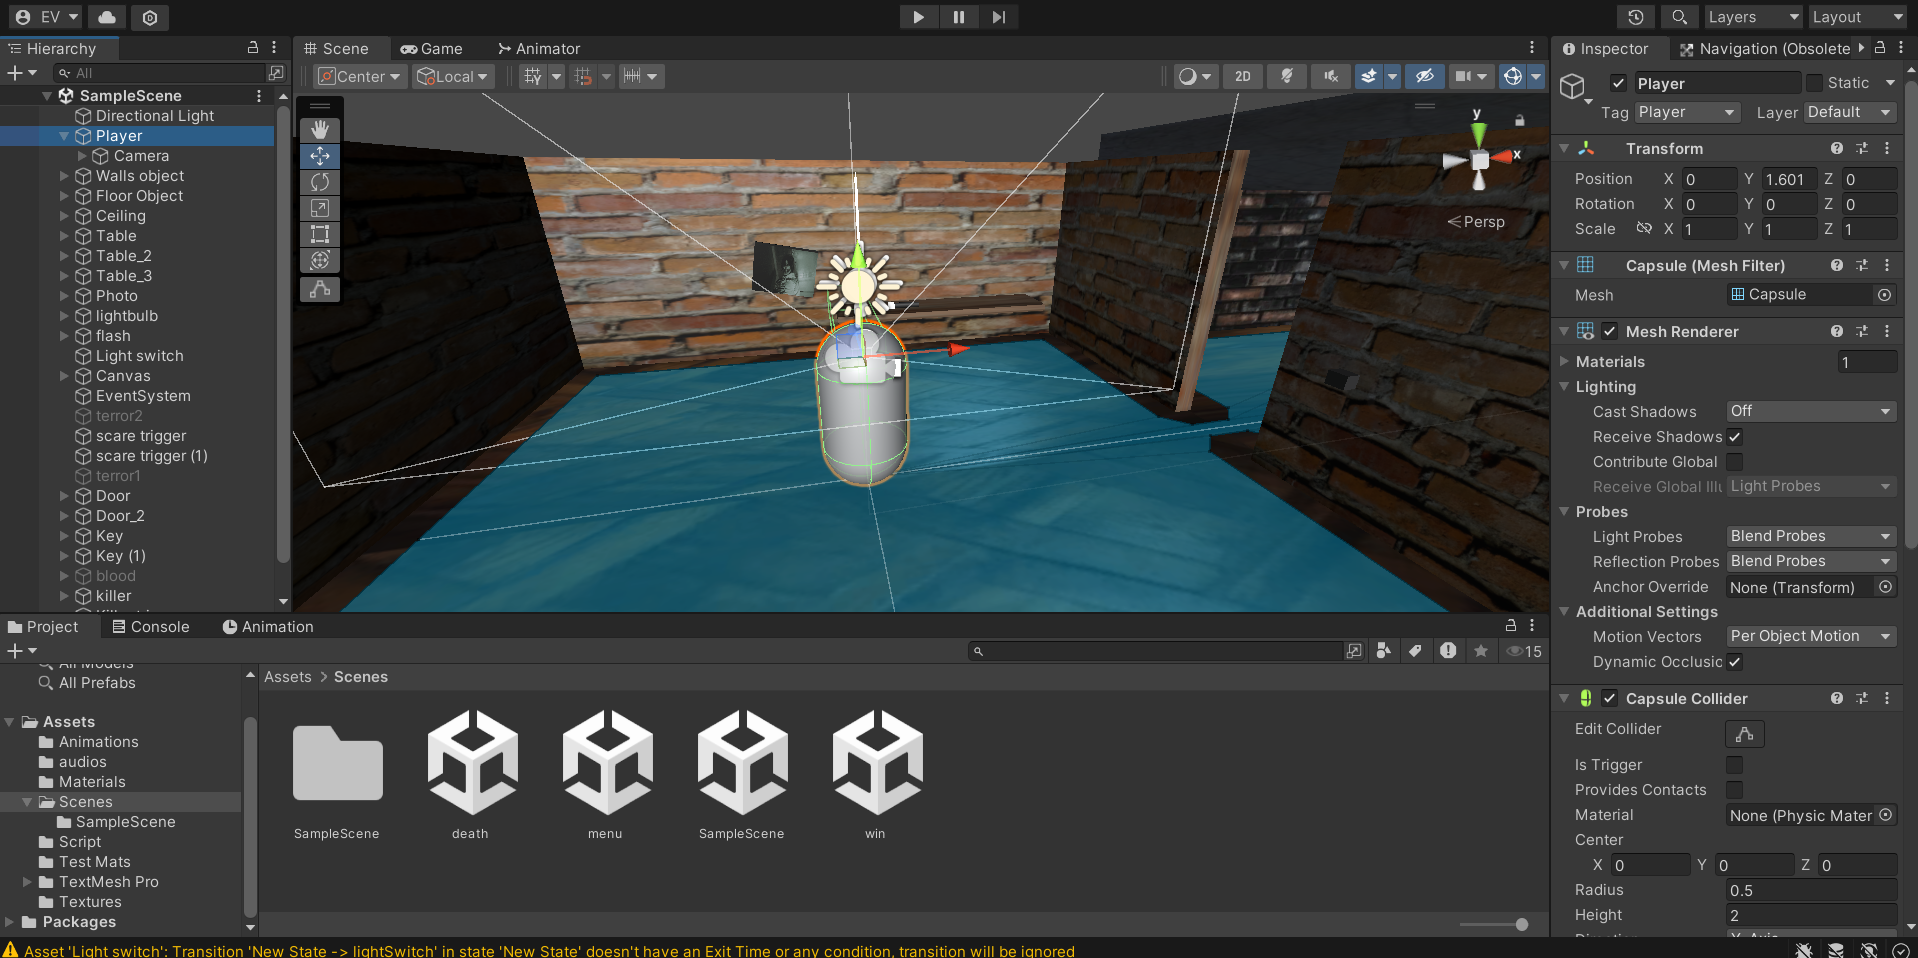 EV
Layers
Layout
Hierarchy
Scene
Game
Animator
Inspector
Navigation (Obsolete
All
Center
Local
2D
Player
Static
Tag
Player
Layer
Default
SampleScene
Directional Light
Player
Camera
Walls object
Floor Object
Ceiling
Table
Table_2
Table_3
Photo
lightbulb
flash
Light switch
Canvas
EventSystem
terror2
scare trigger
scare trigger (1)
terror1
Door
Door_2
Key
Key (1)
blood
killer
y
x
Persp
Transform
Position X 0 Y 1.601 Z 0
Rotation X 0 Y 0 Z 0
Scale X 1 Y 1 Z 1
Capsule (Mesh Filter)
Mesh
Capsule
Mesh Renderer
Materials
1
Lighting
Cast Shadows
Off
Receive Shadows
Contribute Global
Receive Global Illu
Light Probes
Probes
Light Probes
Blend Probes
Reflection Probes
Blend Probes
Anchor Override
None (Transform)
Additional Settings
Motion Vectors
Per Object Motion
Dynamic Occlusio
Capsule Collider
Edit Collider
Is Trigger
Provides Contacts
Material
None (Physic Mater
Center
X 0 Y 0 Z 0
Radius
0.5
Height
2
Project
Console
Animation
15
All Models
All Prefabs
Assets
Animations
audios
Materials
Scenes
SampleScene
Script
Test Mats
TextMesh Pro
Textures
Packages
Assets > Scenes
SampleScene
death
menu
SampleScene
win
Asset 'Light switch': Transition 'New State -> lightSwitch' in state 'New State' doesn't have an Exit Time or any condition, transition will be ignored